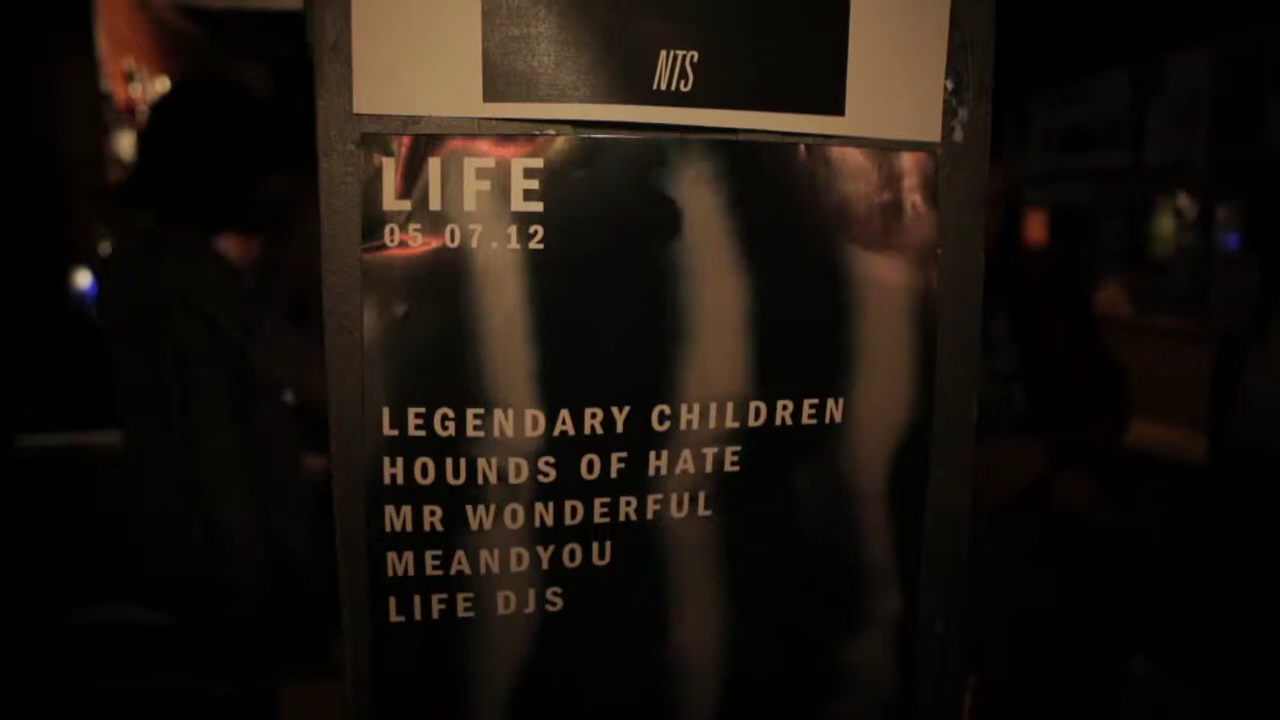 NTS
LIFE
05 07.12
LEGENDARY CHILDREN
HOUNDS OF HATE
MR WONDERFUL
MEANDYOU
LIFE DJS